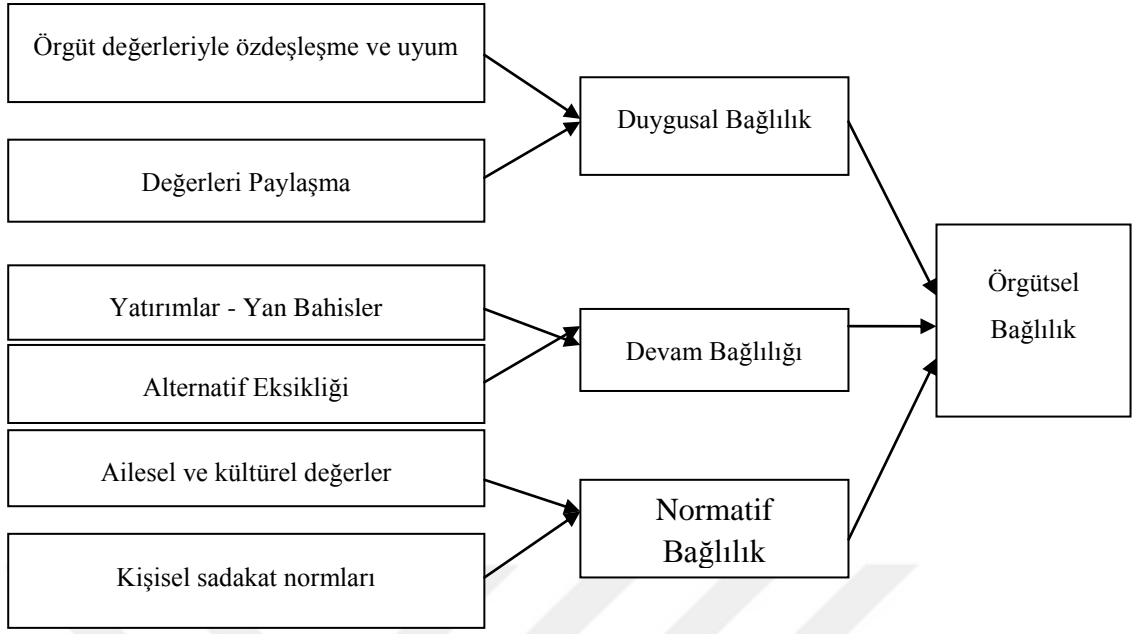 Örgüt değerleriyle özdeşleşme ve uyum
Değerleri Paylaşma
Yatırımlar - Yan Bahisler
Alternatif Eksikliği
Ailesel ve kültürel değerler
Kişisel sadakat normları
Duygusal Bağlılık
Devam Bağlılığı
Normatif
Bağlılık
Örgütsel
Bağlılık